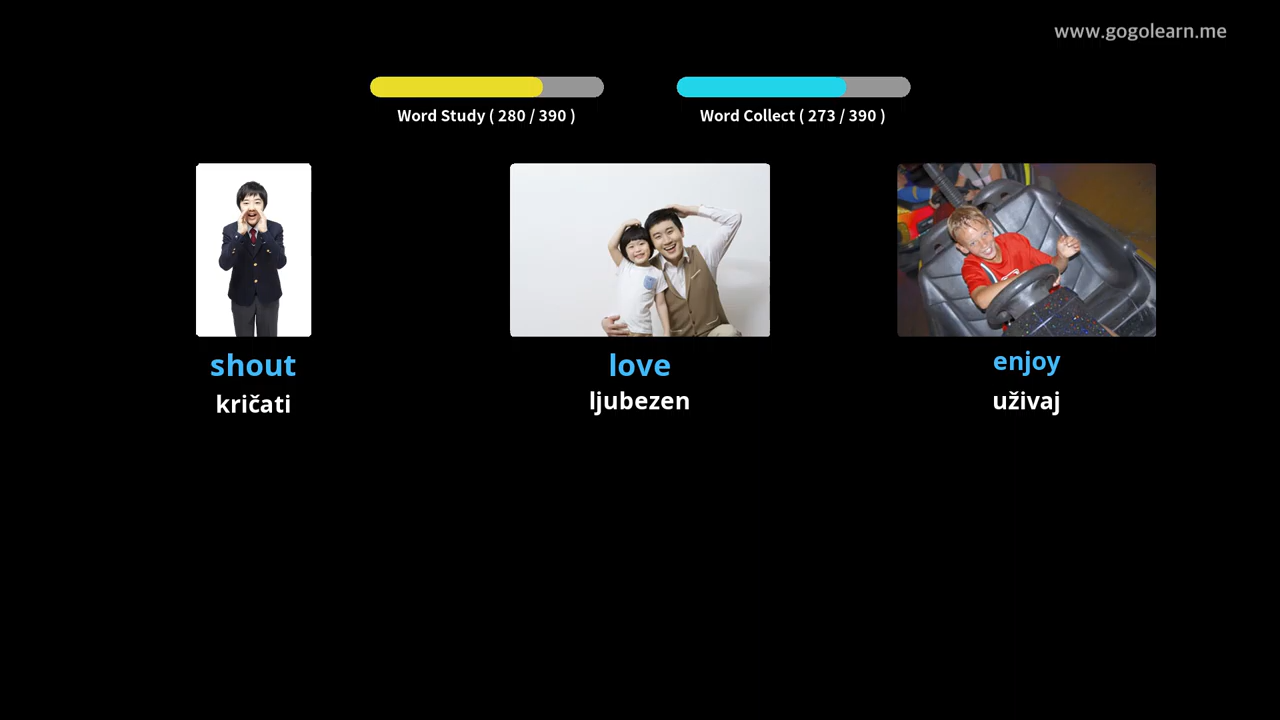 www.gogolearn.me
Word Study ( 280 / 390 )
Word Collect ( 273 / 390 )
shout
kričati
love
ljubezen
enjoy
uživaj